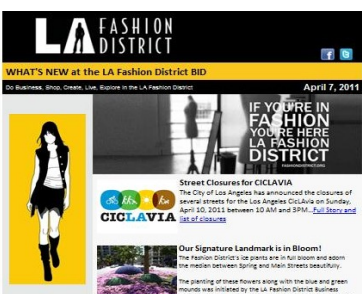 LA FASHION
DISTRICT
WHAT'S NEW at the LA Fashion District BID
Do Business, Shop, Create, Live, Explore in the LA Fashion District
April 7, 2011
IF YOU'RE IN
FASHION
YOU'RE HERE
LA FASHION
DISTRICT
FASHIONDISTRICT.ORG
Street Closures for CICLAVIA
The City of Los Angeles has announced the closures of
several streets for the Los Angeles CicLAvia on Sunday,
April 10, 2011 between 10 AM and 3PM...Full Story and
list of closures
CICLAVIA
Our Signature Landmark is in Bloom!
The Fashion District's ice plants are in full bloom and adorn
the median between Spring and Main Streets beautifully.
The planting of these flowers along with the blue and green
mounds was initiated by the LA Fashion District Business